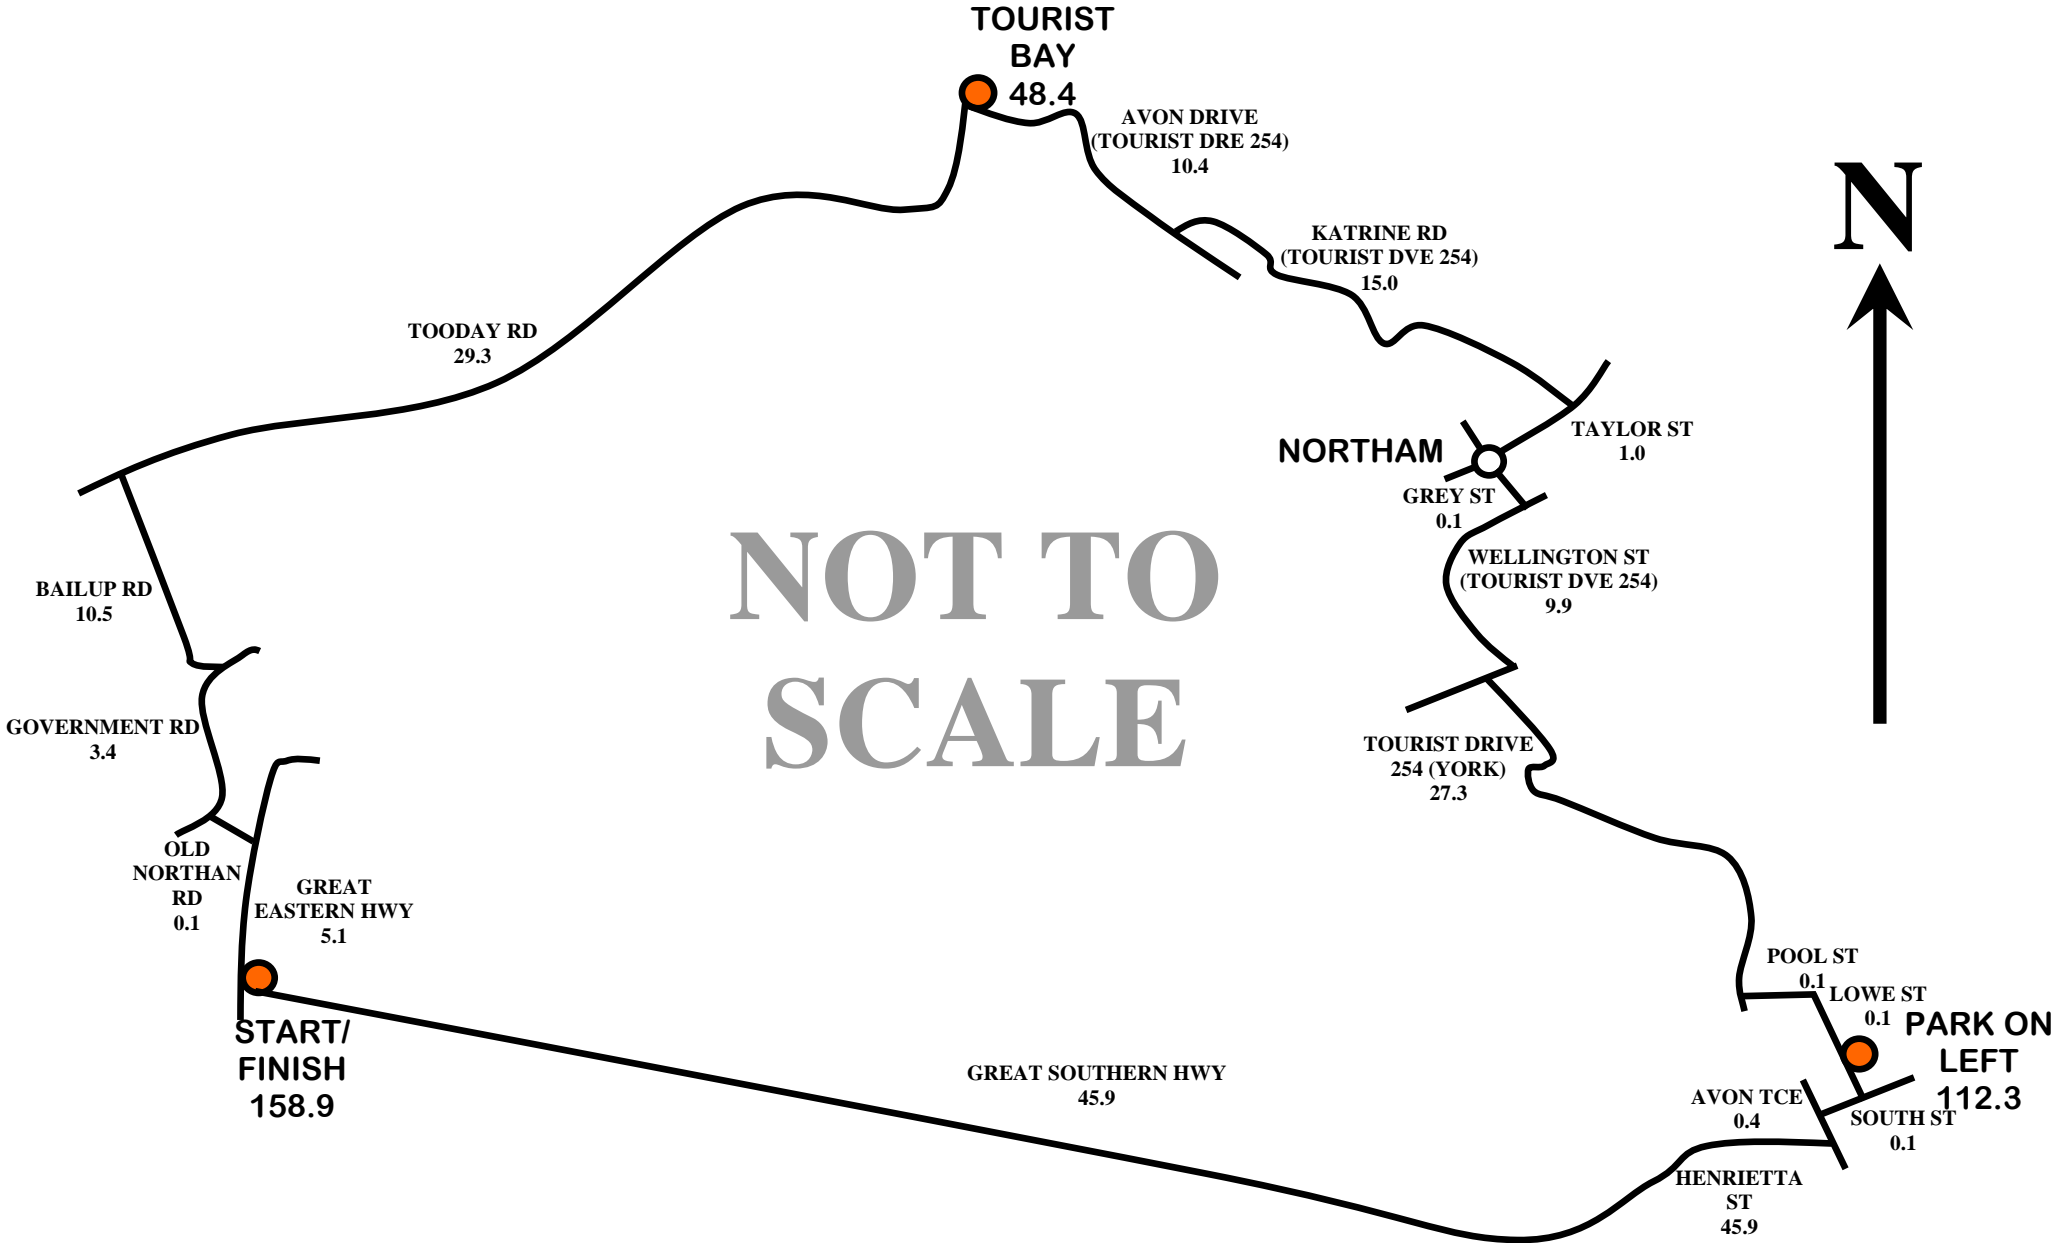 TOURIST
BAY
48.4
AVON DRIVE
(TOURIST DRE 254)
10.4
N
KATRINE RD
(TOURIST DVE 254)
15.0
TOODAY RD
29.3
TAYLOR ST
1.0
NORTHAM
GREY ST
0.1
NOT TO
SCALE
WELLINGTON ST
(TOURIST DVE 254)
9.9
BAILUP RD
10.5
GOVERNMENT RD
3.4
TOURIST DRIVE
254 (YORK)
27.3
OLD
NORTHAN
RD
0.1
GREAT
EASTERN HWY
5.1
POOL ST
0.1
LOWE ST
0.1
PARK ON
LEFT
112.3
START/
FINISH
158.9
GREAT SOUTHERN HWY
45.9
AVON TCE
0.4
SOUTH ST
0.1
HENRIETTA
ST
45.9